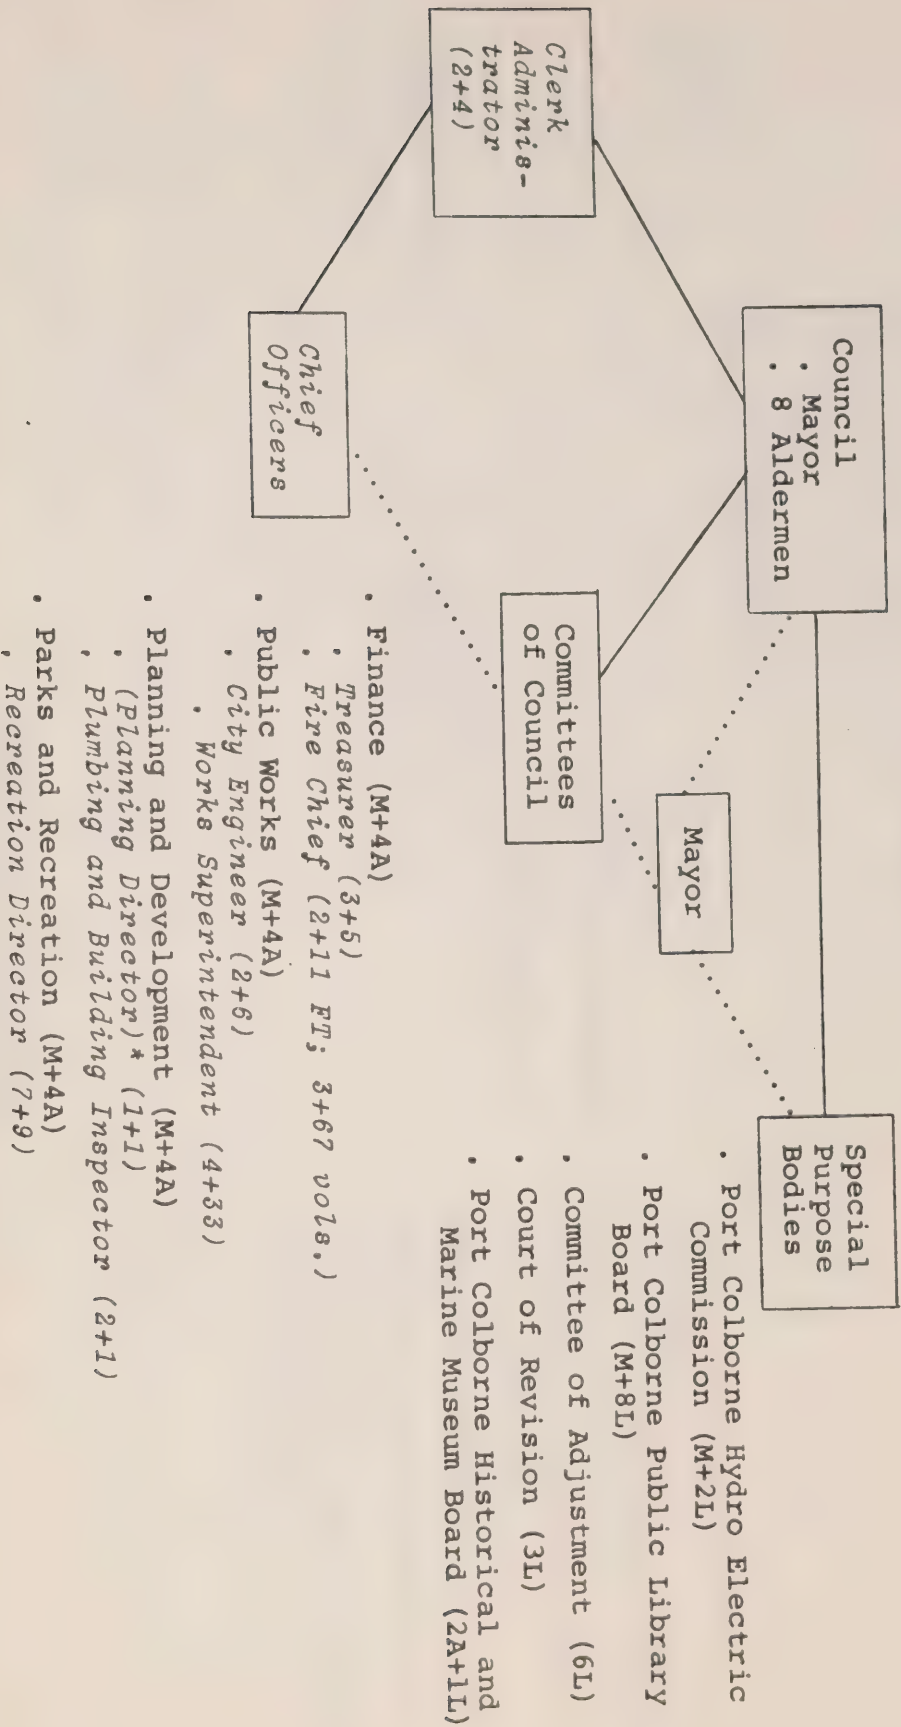 Council
. Mayor
. 8 Aldermen
Special
Purpose
Bodies
. Port Colborne Hydro Electric
Commission (M+2L)
. Port Colborne Public Library
Board (M+8L)
. Committee of Adjustment (6L)
. Court of Revision (3L)
. Port Colborne Historical and
Marine Museum Board (2A+1L)
Mayor
Clerk
Adminis-
trator
(2+4)
Committees
of Council
Chief
Officers
. Finance (M+4A)
. Treasurer (3+5)
. Fire Chief (2+11 FT; 3+67 vols.)
. Public Works (M+4A)
. City Engineer (2+6)
. Works Superintendent (4+33)
. Planning and Development (M+4A)
. (Planning Director)* (1+1)
. Plumbing and Building Inspector (2+1)
. Parks and Recreation (M+4A)
. Recreation Director (7+9)